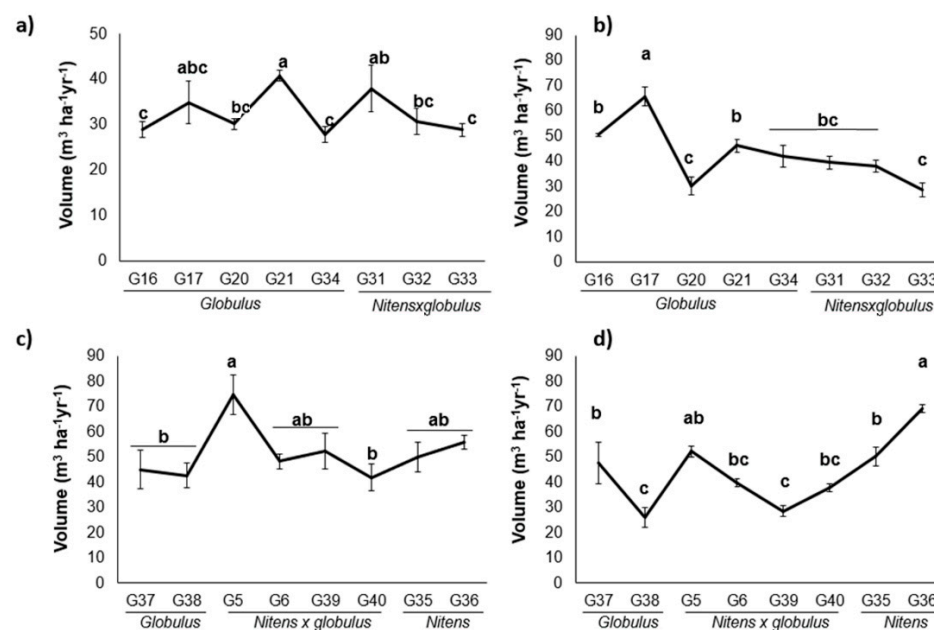 a)
Volume (m³ ha⁻¹yr⁻¹)
50
40
30
20
10
0
c
abc
bc
a
c
ab
bc
c
G16 G17 G20 G21 G34 G31 G32 G33
Globulus Nitensxglobulus
b)
Volume (m³ ha⁻¹yr⁻¹)
90
80
70
60
50
40
30
20
10
0
b
a
c
b
bc
c
G16 G17 G20 G21 G34 G31 G32 G33
Globulus Nitensxglobulus
c)
Volume (m³ ha⁻¹yr⁻¹)
90
80
70
60
50
40
30
20
10
0
b
a
ab
b
ab
G37 G38 G5 G6 G39 G40 G35 G36
Globulus Nitens x globulus Nitens
d)
Volume (m³ ha⁻¹yr⁻¹)
90
80
70
60
50
40
30
20
10
0
b
c
ab
bc
c
bc
b
a
G37 G38 G5 G6 G39 G40 G35 G36
Globulus Nitens x globulus Nitens